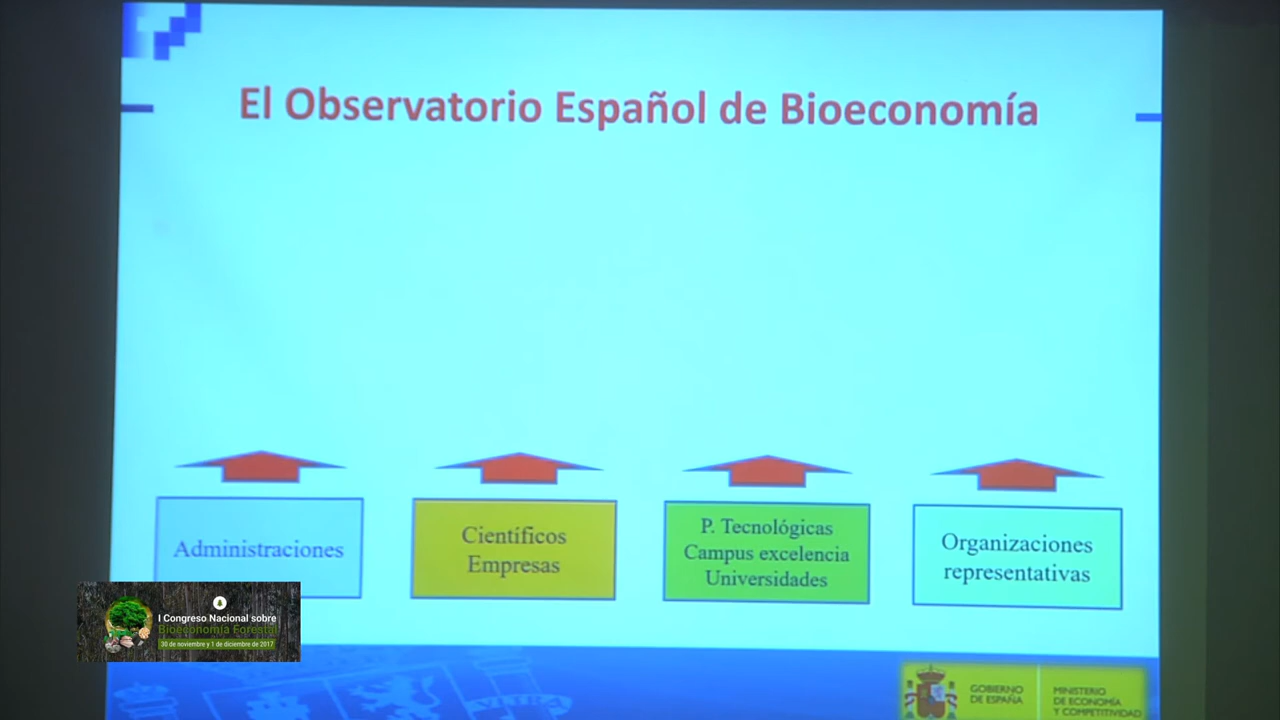 El Observatorio Español de Bioeconomía
Administraciones
Científicos
Empresas
P. Tecnológicas
Campus excelencia
Universidades
Organizaciones
representativas
I Congreso Nacional sobre
Bioeconomía Forestal
30 de noviembre y 1 de diciembre de 2017
GOBIERNO
DE ESPAÑA
MINISTERIO
DE ECONOMÍA
Y COMPETITIVIDAD